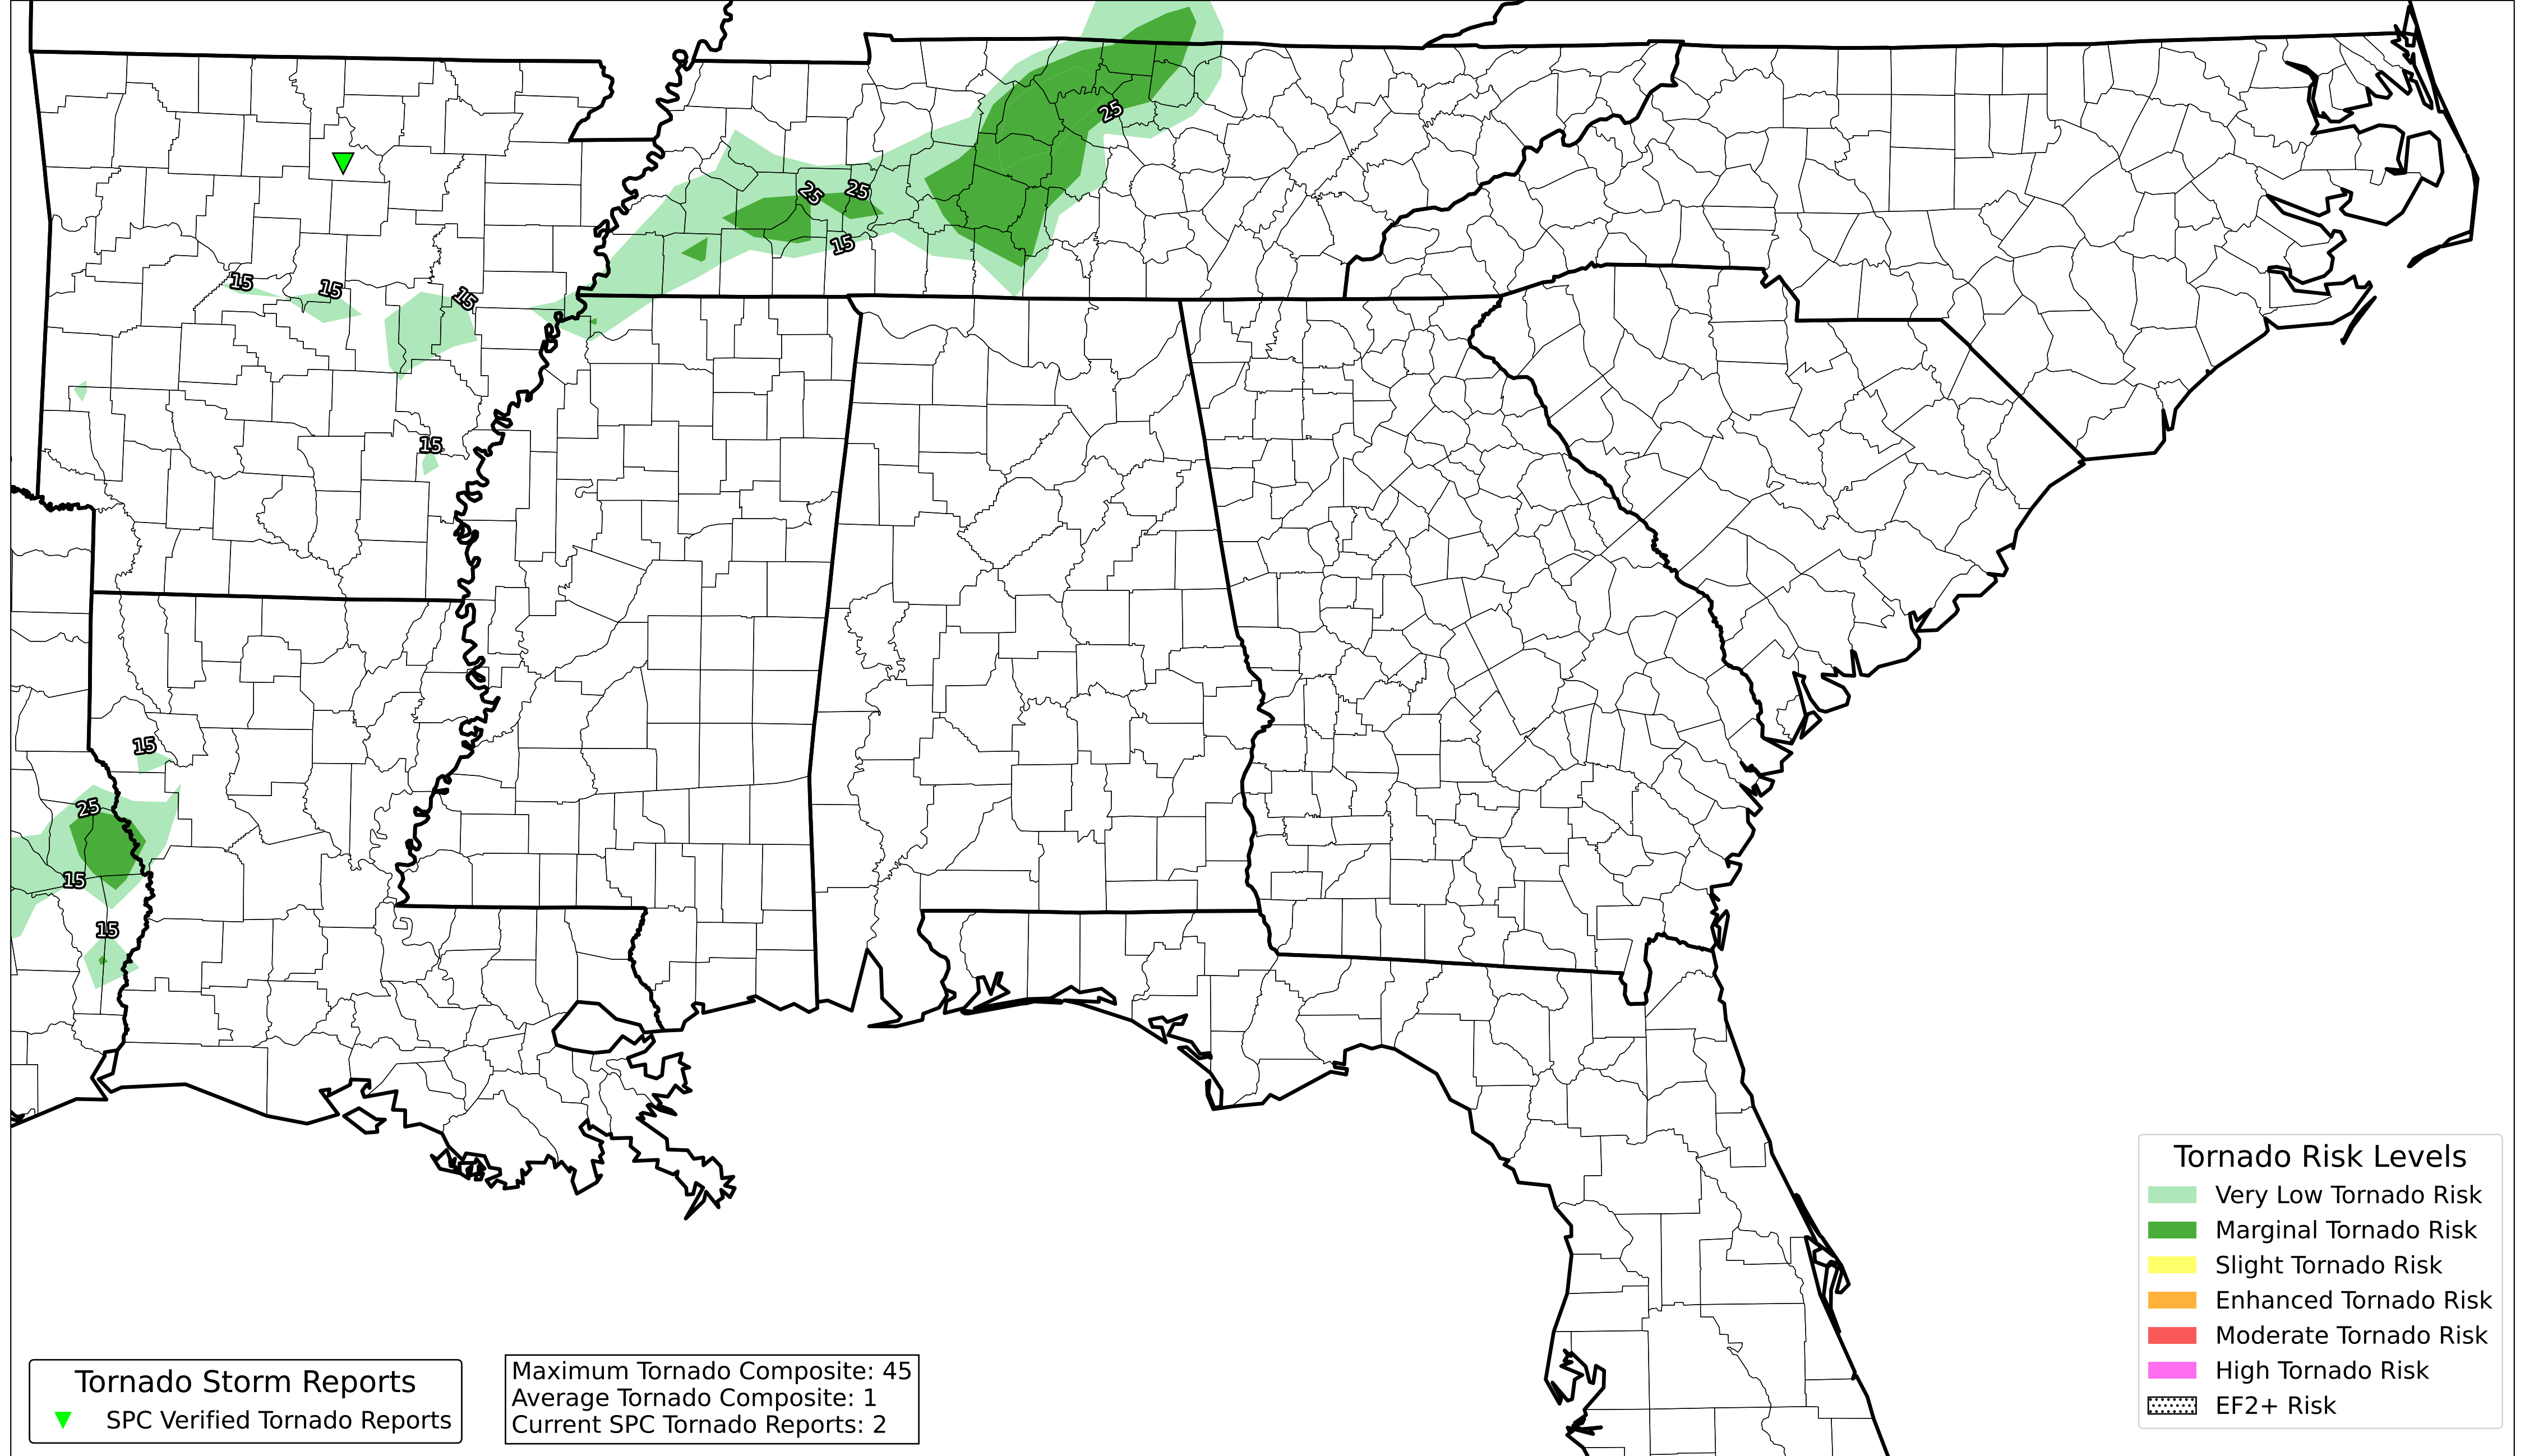 25
25
25
15
15
15
15
15
15
25
15
15
Tornado Risk Levels
Very Low Tornado Risk
Marginal Tornado Risk
Slight Tornado Risk
Enhanced Tornado Risk
Moderate Tornado Risk
High Tornado Risk
EF2+ Risk
Tornado Storm Reports
SPC Verified Tornado Reports
Maximum Tornado Composite: 45
Average Tornado Composite: 1
Current SPC Tornado Reports: 2